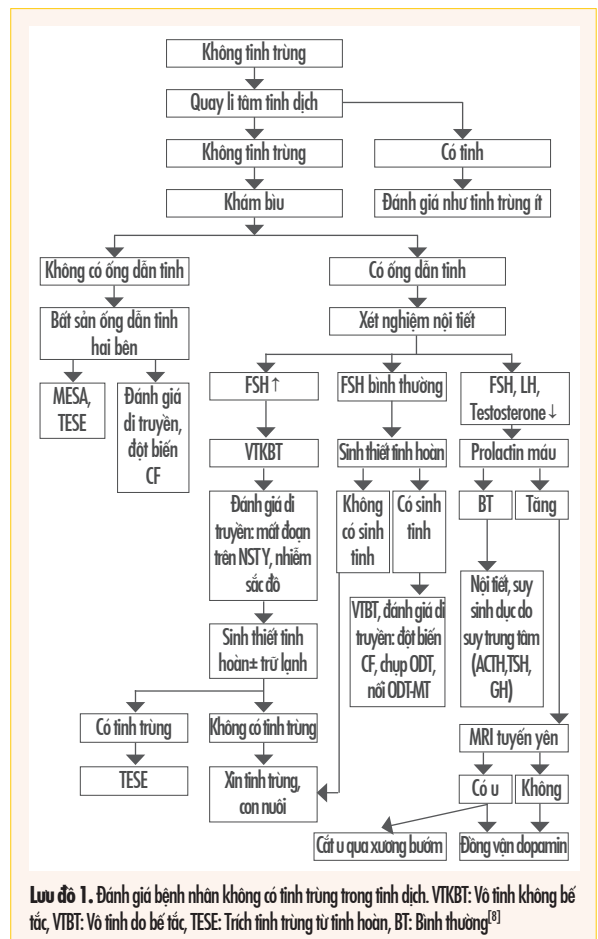 Không tinh trùng
Quay li tâm tinh dịch
Không tinh trùng
Có tinh
Khám bìu
Đánh giá như tinh trùng ít
Không có ống dẫn tinh
Có ống dẫn tinh
Bất sản ống dẫn tinh
hai bên
Xét nghiệm nội tiết
MESA,
TESE
Đánh giá
di truyền,
đột biến
CF
FSH ↑
FSH bình thường
FSH, LH,
Testosterone ↓
VTKBT
Sinh thiết tinh hoàn
Prolactin máu
Đánh giá di
truyền: mất đoạn
trên NST Y, nhiễm
sắc đồ
Không
có sinh
tinh
Có sinh
tinh
BT
Tăng
Sinh thiết tinh
hoàn± trữ lạnh
VTBT, đánh giá di
truyền: đột biến
CF, chụp ODT,
nối ODT-MT
Nội tiết, suy
sinh dục do
suy trung tâm
(ACTH,TSH,
GH)
Có tinh trùng
Không có tinh trùng
MRI tuyến yên
TESE
Xin tinh trùng,
con nuôi
Có u
Không
Cắt u qua xương bướm
Đồng vận dopamin
Lưu đồ 1. Đánh giá bệnh nhân không có tinh trùng trong tinh dịch. VTKBT: Vô tinh không bế
tắc, VTBT: Vô tinh do bế tắc, TESE: Trích tinh trùng từ tinh hoàn, BT: Bình thường[8]